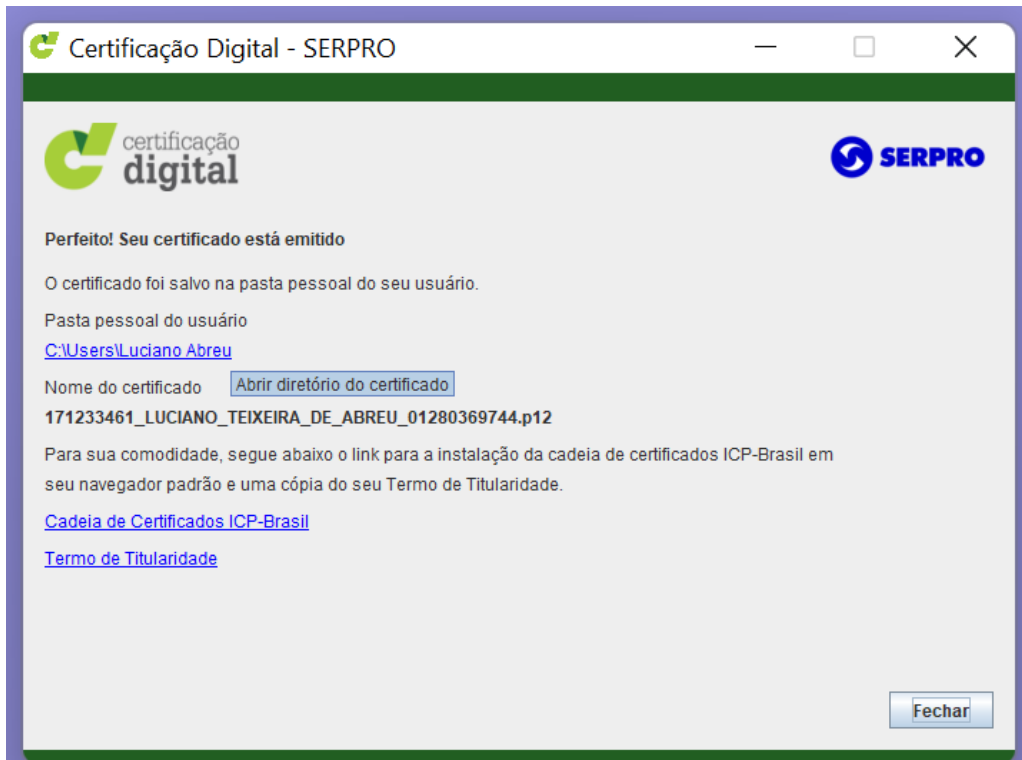 Certificação Digital - SERPRO
certificação
digital
SERPRO
Perfeito! Seu certificado está emitido
O certificado foi salvo na pasta pessoal do seu usuário.
Pasta pessoal do usuário
C:\Users\Luciano Abreu
Nome do certificado Abrir diretório do certificado
171233461_LUCIANO_TEIXEIRA_DE_ABREU_01280369744.p12
Para sua comodidade, segue abaixo o link para a instalação da cadeia de certificados ICP-Brasil em
seu navegador padrão e uma cópia do seu Termo de Titularidade.
Cadeia de Certificados ICP-Brasil
Termo de Titularidade
Fechar